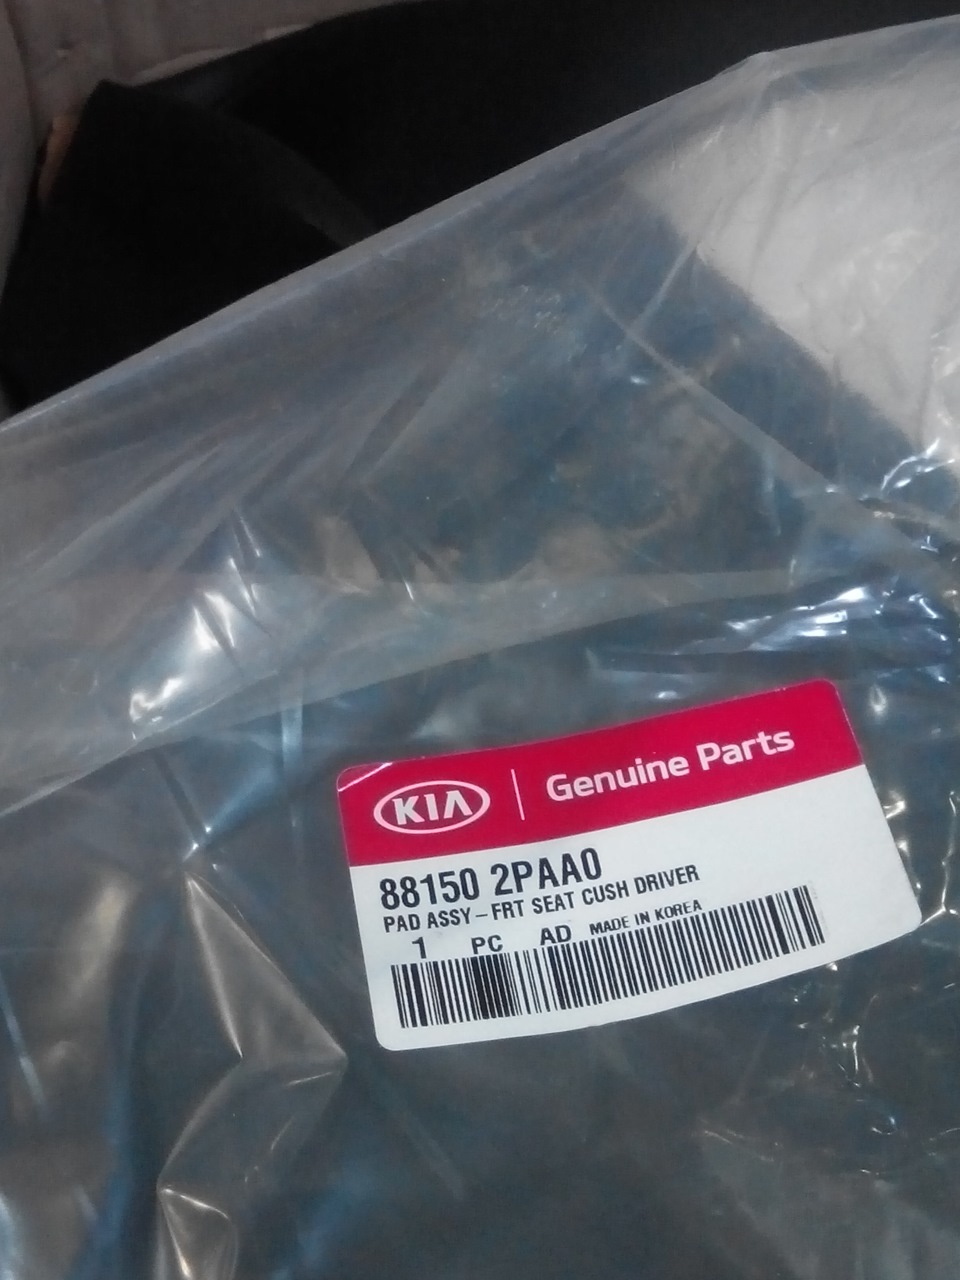 KIA | Genuine Parts
88150 2PAA0
PAD ASSY-FRT SEAT CUSH DRIVER
1 PC AD MADE IN KOREA